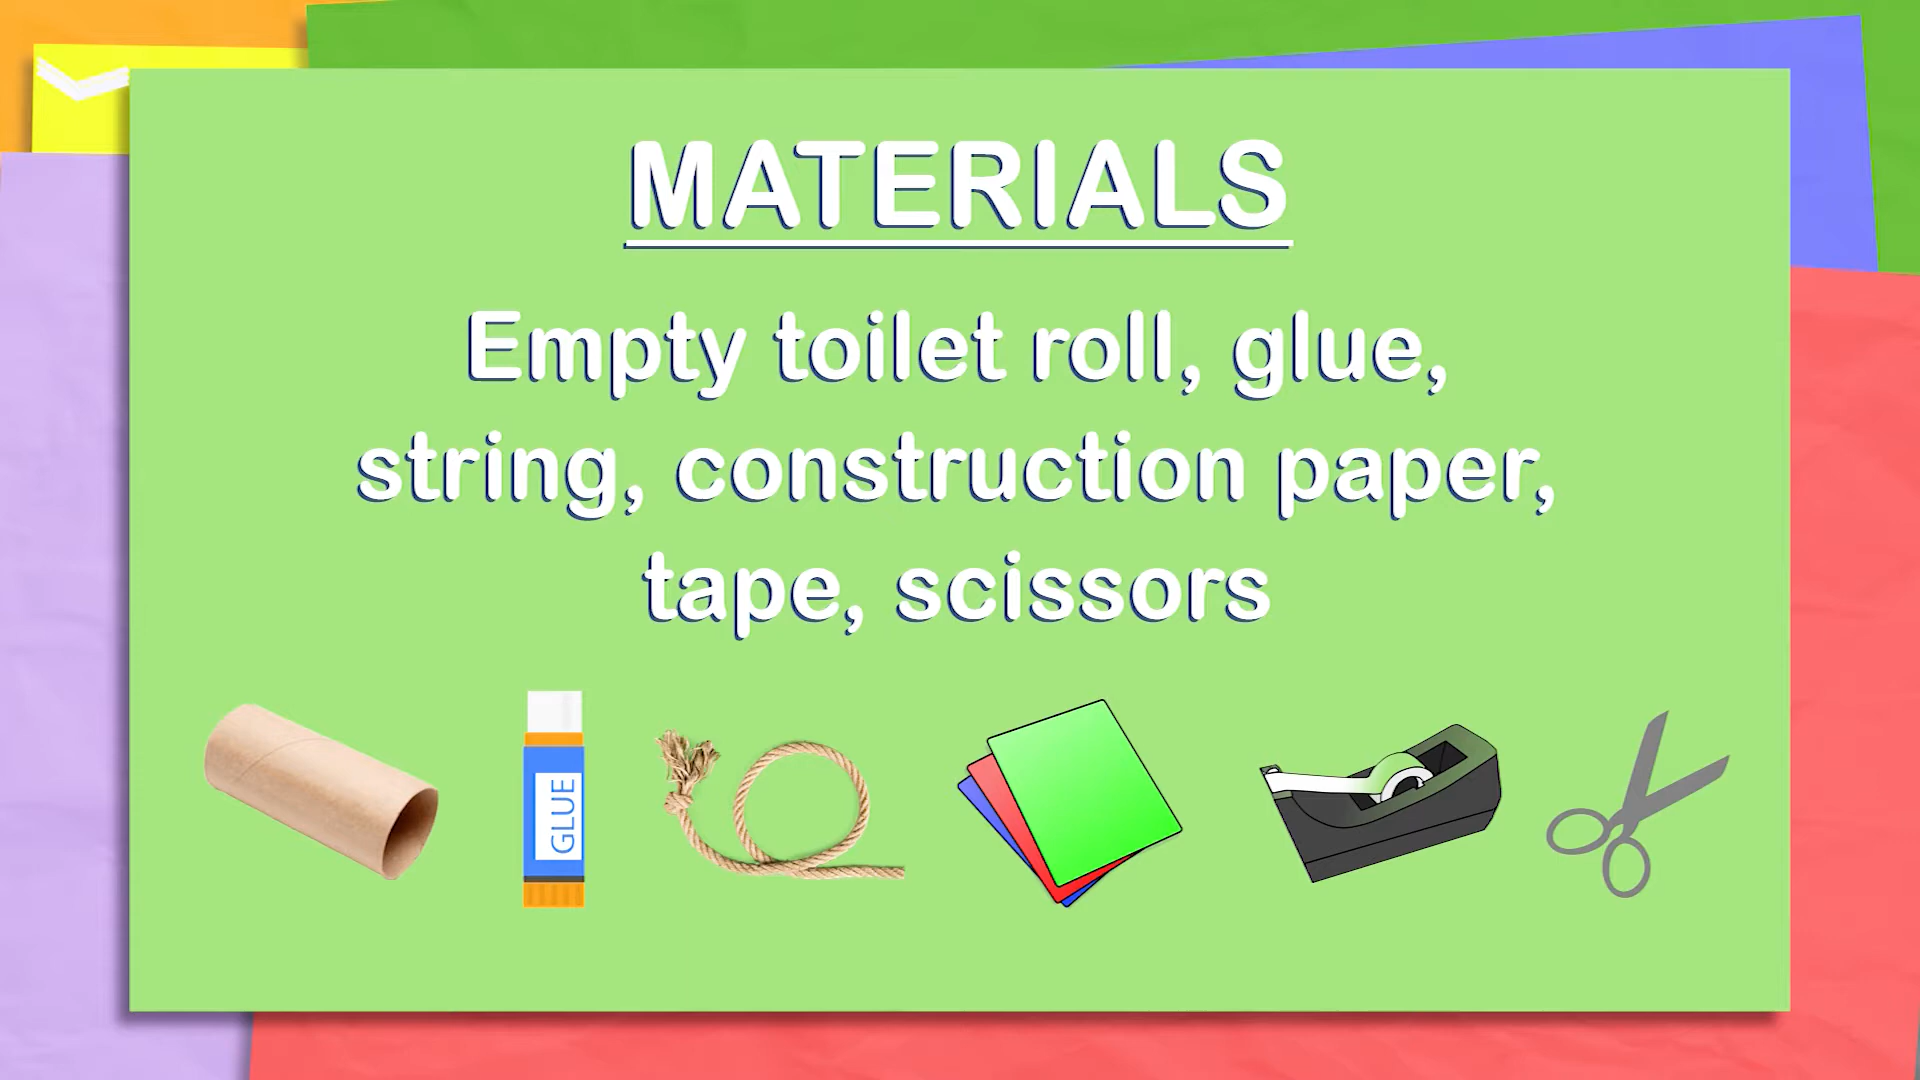 MATERIALS
Empty toilet roll, glue,
string, construction paper,
tape, scissors
GLUE